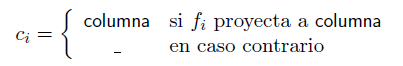 c_i = { columna si f_i proyecta a columna
_ en caso contrario